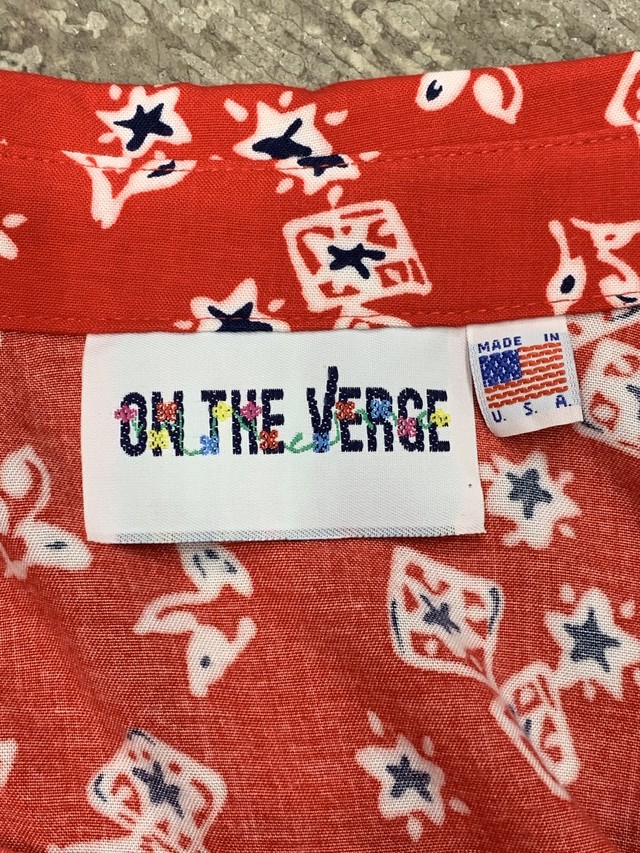 ON THE VERGE
MADE IN
U. S. A.